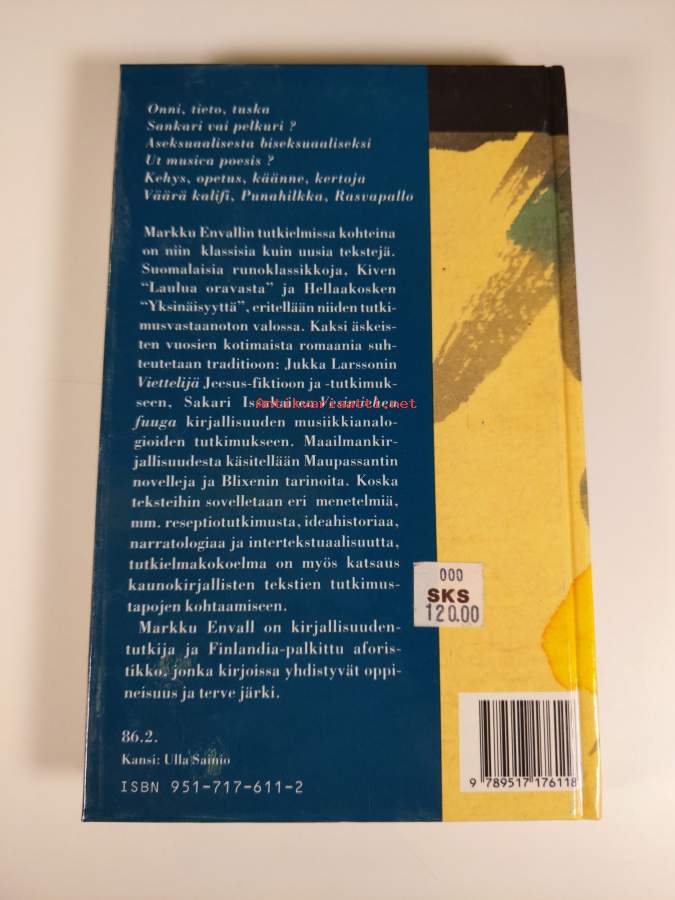 Onni, tieto, tuska
Sankari vai pelkuri ?
Aseksuaalisesta biseksuaaliseksi
Ut musica poesis ?
Kehys, opetus, käänne, kertoja
Väärä kalifi, Punahilkka, Rasvapallo
Markku Envallin tutkielmissa kohteina
on niin klassisia kuin uusia tekstejä.
Suomalaisia runoklassikkoja, Kiven
“Laulua oravasta” ja Hellaakosken
“Yksinäisyyttä”, eritellään niiden tutki-
musvastaanoton valossa. Kaksi äskeis-
ten vuosien kotimaista romaania suh-
teutetaan traditioon: Jukka Larssonin
Viettelijä Jeesus-fiktioon ja -tutkimuk-
seen, Sakari
Antikvariaatti.net
fuuga kirjallisuuden musiikkianalo-
gioiden tutkimukseen. Maailmankir-
jallisuudesta käsitellään Maupassantin
novelleja ja Blixenin tarinoita. Koska
teksteihin sovelletaan eri menetelmiä,
mm. reseptiotutkimusta, ideahistoriaa,
narratologiaa ja intertekstuaalisuutta,
tutkielmakokoelma on myös katsaus
kaunokirjallisten tekstien tutkimus-
tapojen kohtaamiseen.
Markku Envall on kirjallisuuden-
tutkija ja Finlandia-palkittu aforis-
tikko, jonka kirjoissa yhdistyvät oppi-
neisuus ja terve järki.
000
SKS
120.00
86.2.
Kansi: Ulla Sainio
ISBN 951-717-611-2
9 789517 176118